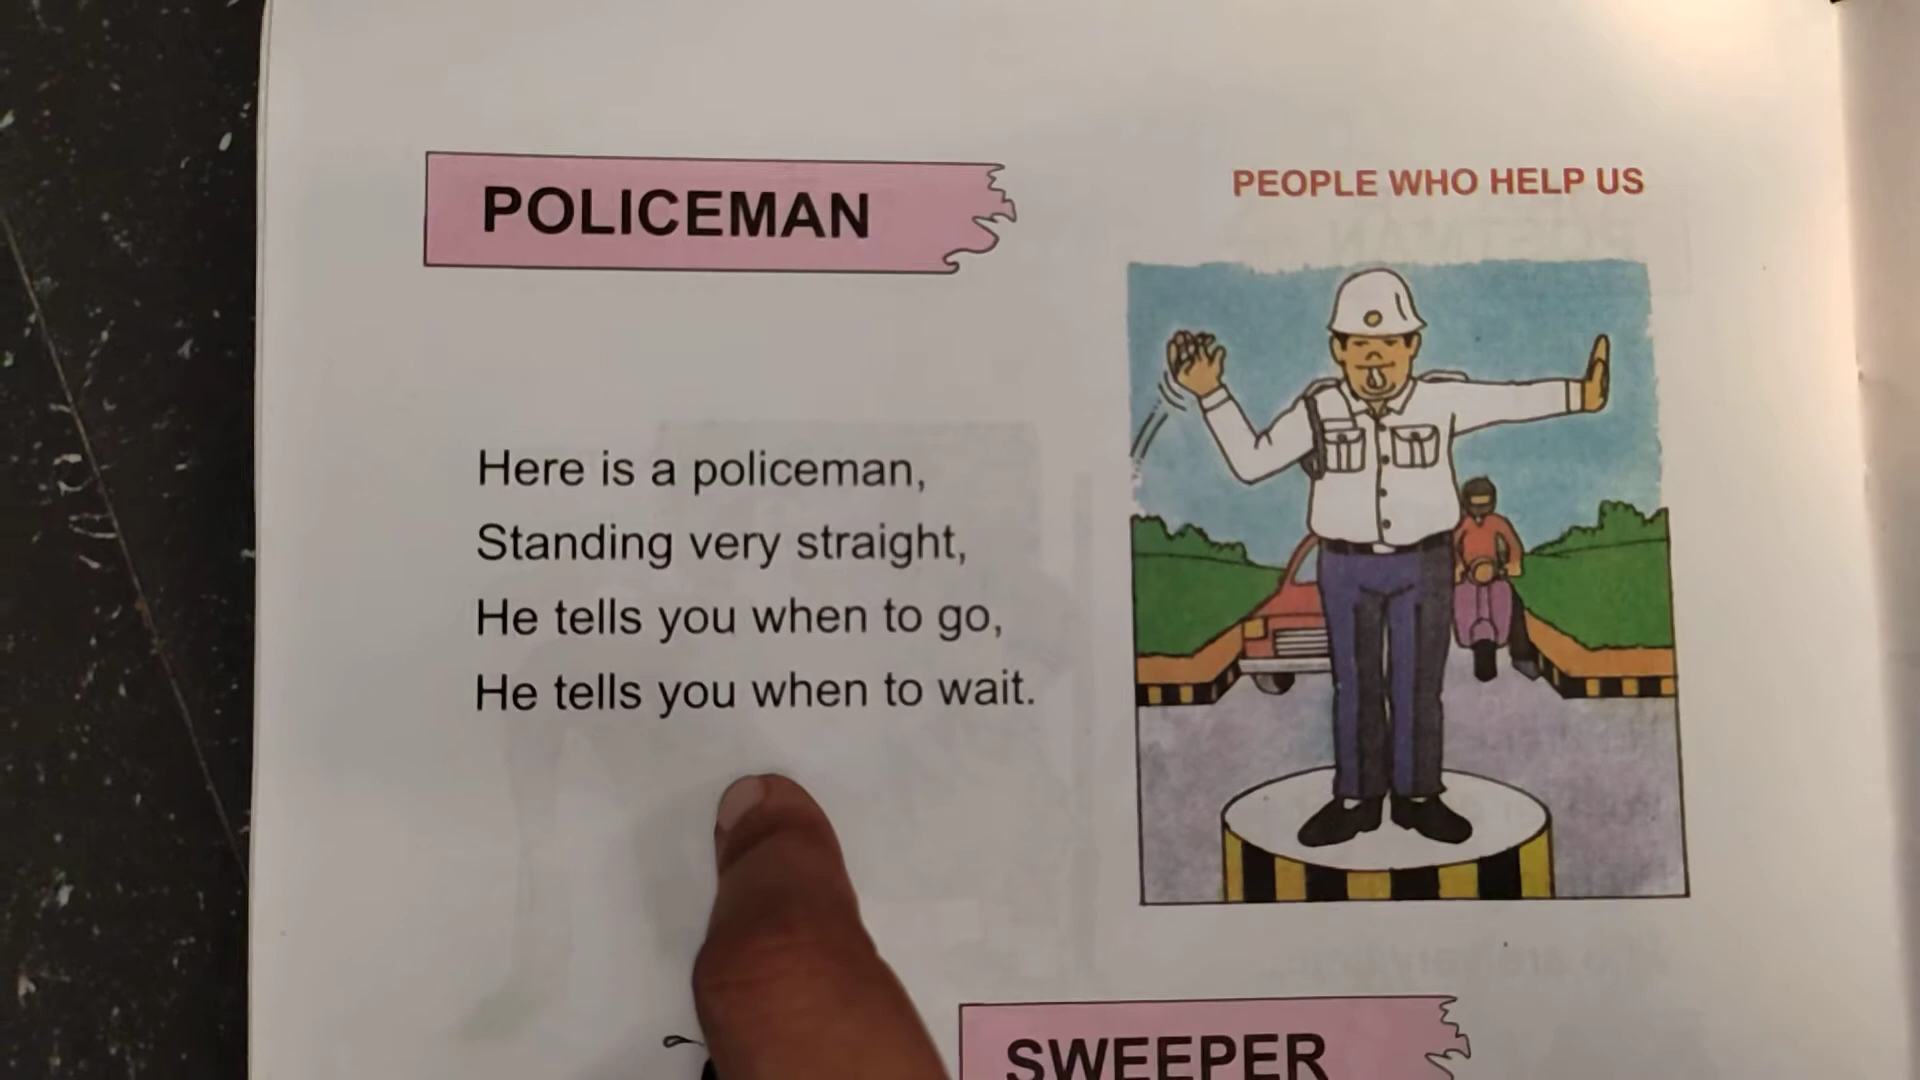 POLICEMAN
PEOPLE WHO HELP US
Here is a policeman,
Standing very straight,
He tells you when to go,
He tells you when to wait.
SWEEPER